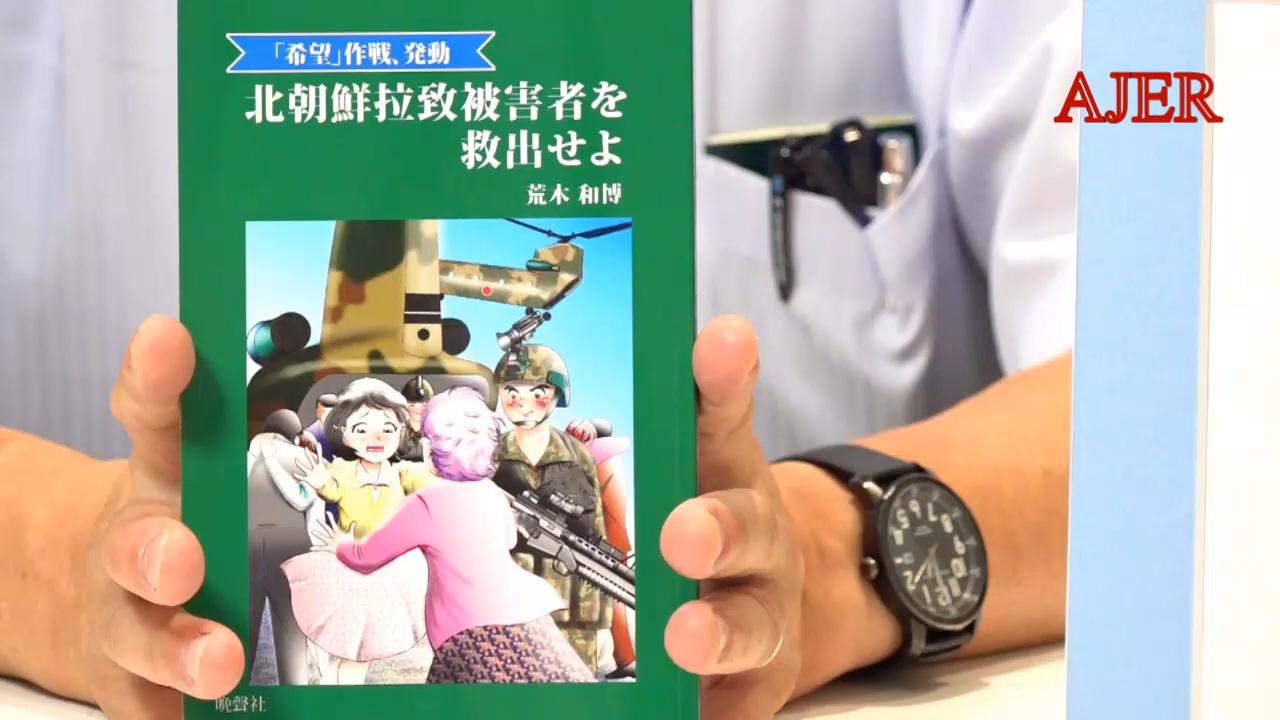 「希望」作戦、発動
北朝鮮拉致被害者を
救出せよ
荒木 和博
晩聲社
AJER